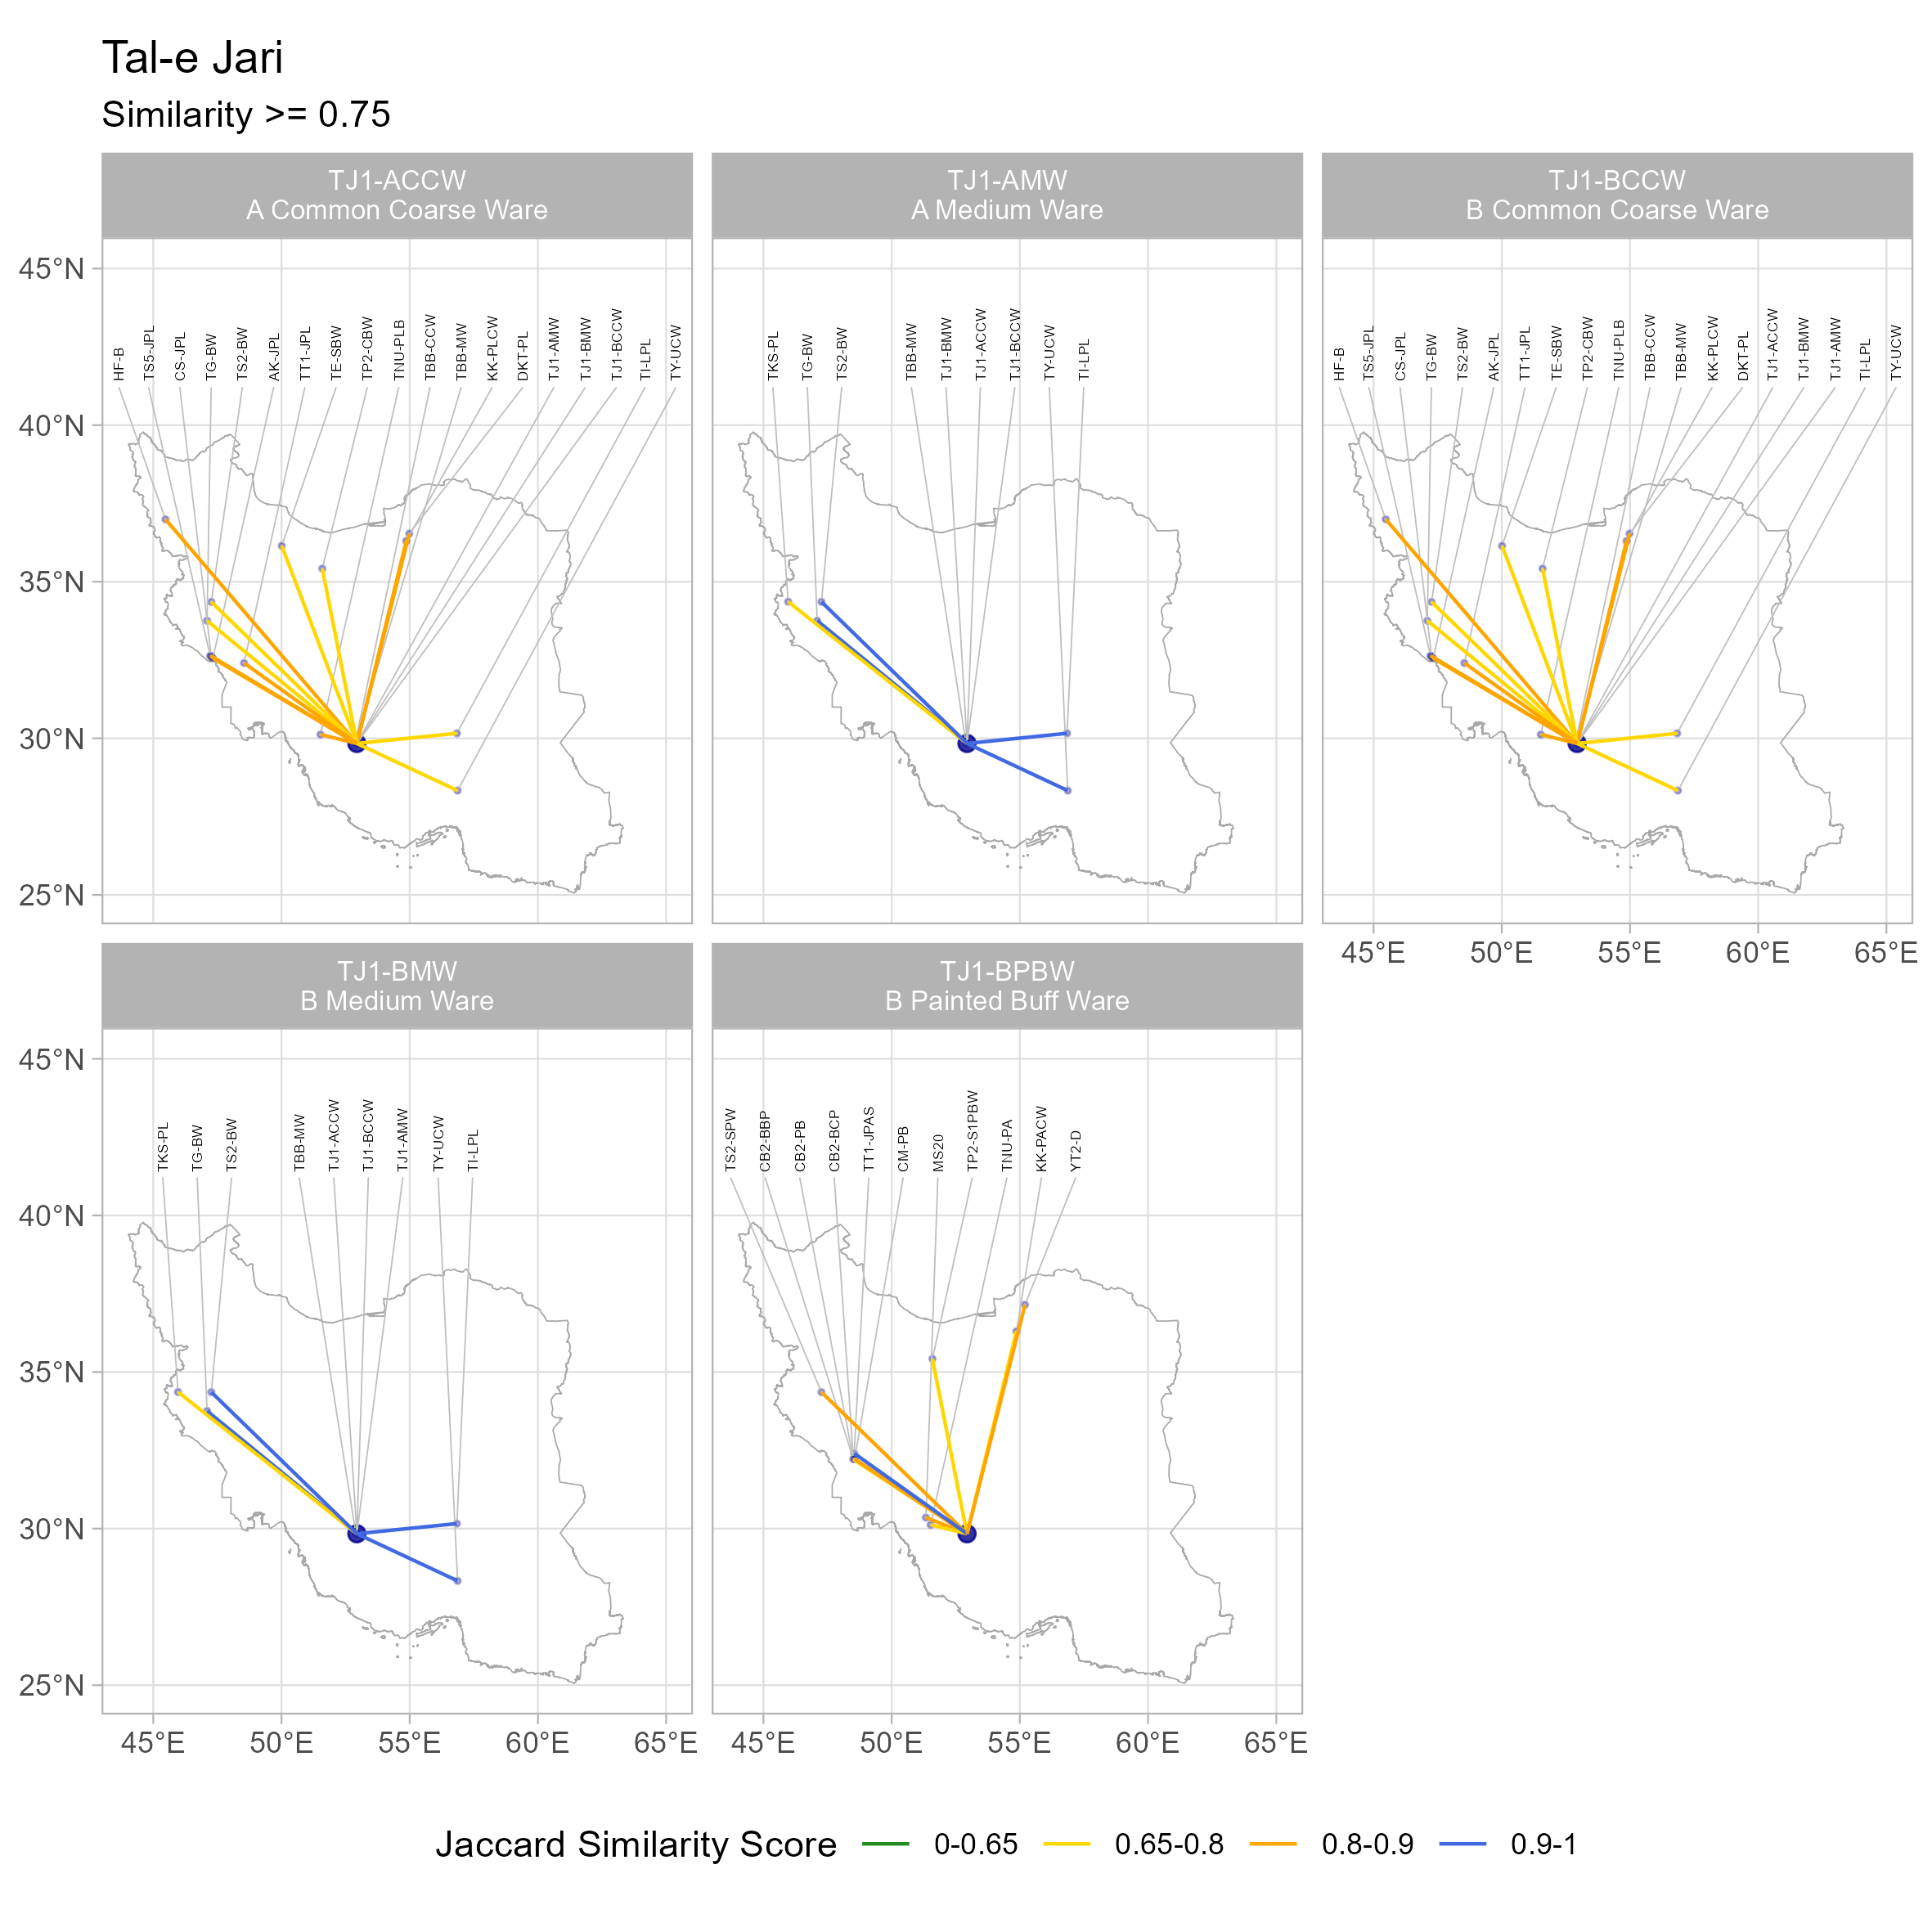 Tal-e Jari
Similarity >= 0.75
TJ1-ACCW
A Common Coarse Ware
TJ1-AMW
A Medium Ware
TJ1-BCCW
B Common Coarse Ware
45°N
40°N
35°N
30°N
25°N
HF-B
TS5-JPL
CS-JPL
TG-BW
TS2-BW
AK-JPL
TT1-JPL
TE-SBW
TP2-CBW
TNU-PLB
TBB-CCW
TBB-MW
KK-PLCW
DKT-PL
TJ1-AMW
TJ1-BMW
TJ1-BCCW
TI-LPL
TY-UCW
TKS-PL
TG-BW
TS2-BW
TBB-MW
TJ1-BMW
TJ1-ACCW
TJ1-BCCW
TY-UCW
TI-LPL
HF-B
TS5-JPL
CS-JPL
TG-BW
TS2-BW
AK-JPL
TT1-JPL
TE-SBW
TP2-CBW
TNU-PLB
TBB-CCW
TBB-MW
KK-PLCW
DKT-PL
TJ1-ACCW
TJ1-BMW
TJ1-AMW
TI-LPL
TY-UCW
45°E 50°E 55°E 60°E 65°E
TJ1-BMW
B Medium Ware
TJ1-BPBW
B Painted Buff Ware
45°N
40°N
35°N
30°N
25°N
TKS-PL
TG-BW
TS2-BW
TBB-MW
TJ1-ACCW
TJ1-BCCW
TJ1-AMW
TY-UCW
TI-LPL
TS2-SPW
CB2-BBP
CB2-PB
CB2-BCP
TT1-JPAS
CM-PB
MS20
TP2-S1PBW
TNU-PA
KK-PACW
YT2-D
45°E 50°E 55°E 60°E 65°E
45°E 50°E 55°E 60°E 65°E
Jaccard Similarity Score 0-0.65 0.65-0.8 0.8-0.9 0.9-1